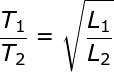 T₁/T₂ = √(L₁/L₂)